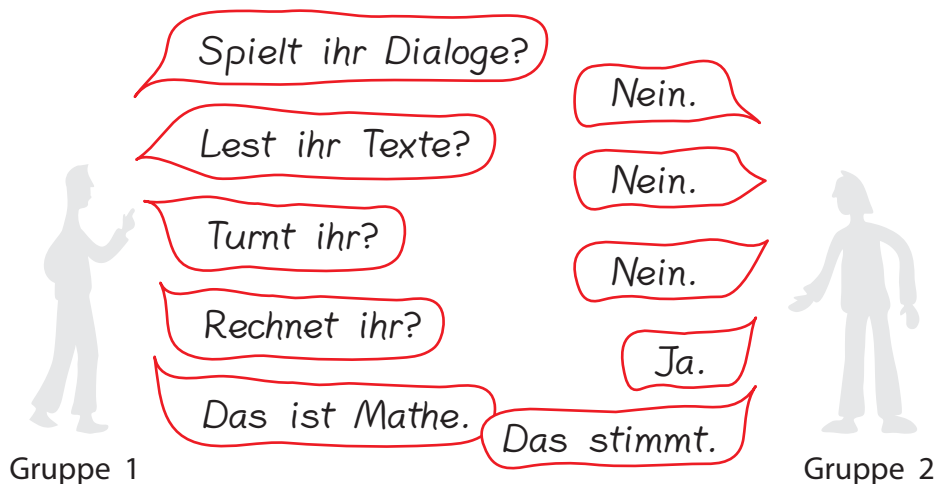 Spielt ihr Dialoge?
Nein.
Lest ihr Texte?
Nein.
Turnt ihr?
Nein.
Rechnet ihr?
Ja.
Das ist Mathe.
Das stimmt.
Gruppe 1
Gruppe 2